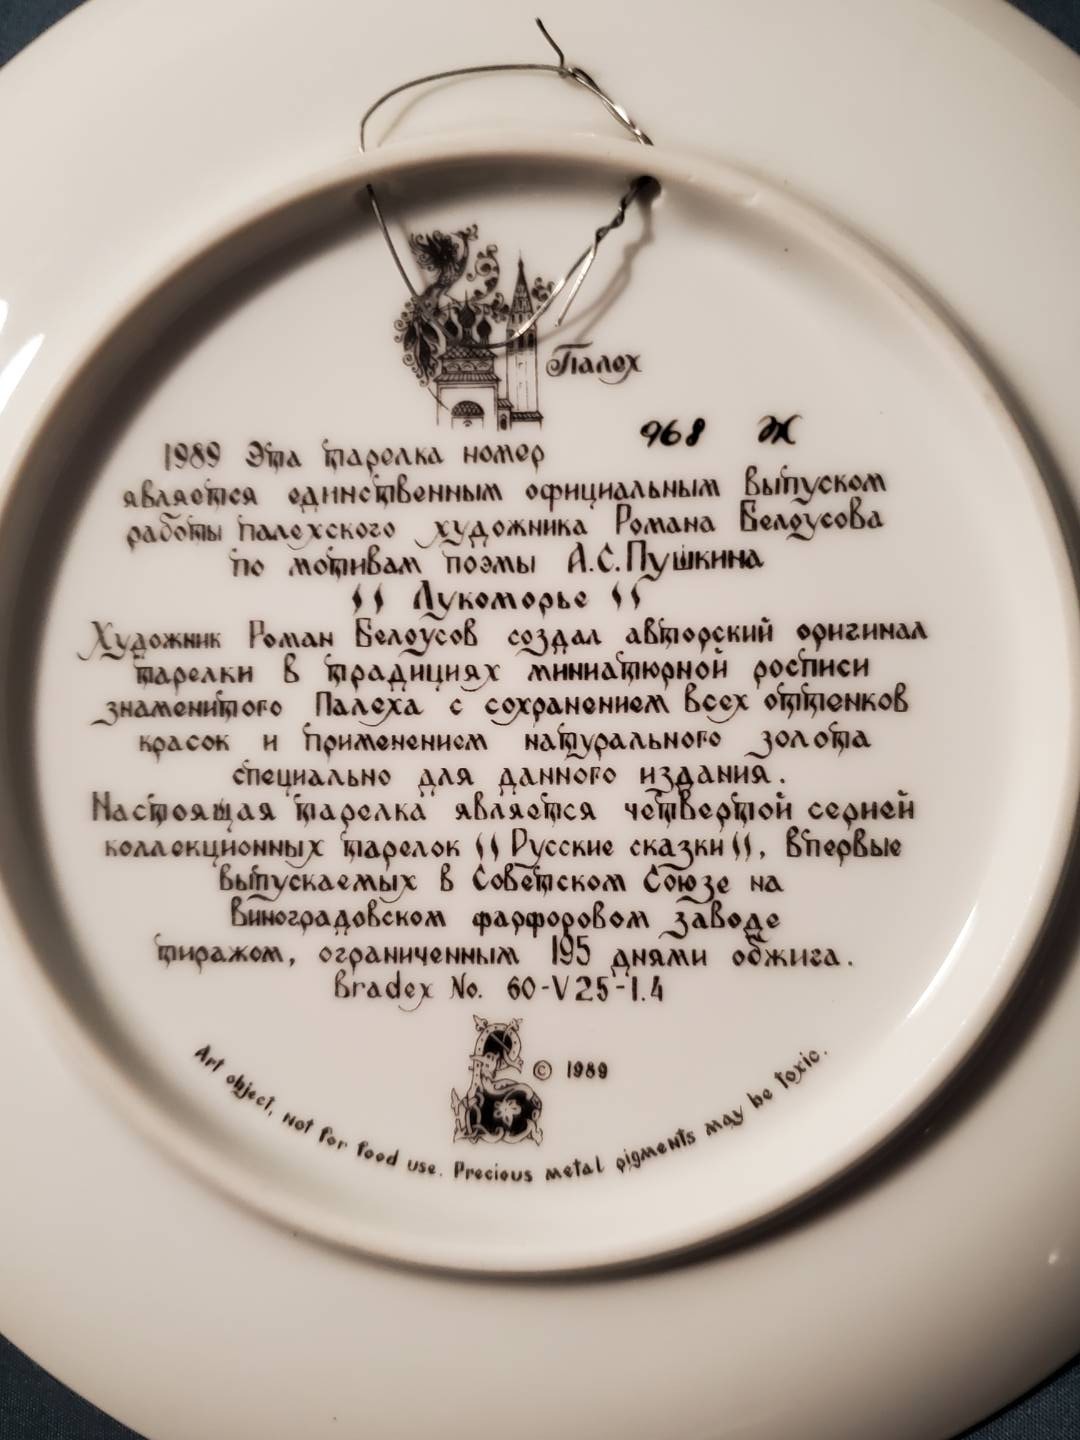 Палех
968 Ж
1989 Эта тарелка номер
является единственным официальным выпуском
работы палехского художника Романа Белоусова
по мотивам поэмы А.С.Пушкина
"Лукоморье"
Художник Роман Белоусов создал авторский оригинал
тарелки в традициях миниатюрной росписи
знаменитого Палеха с сохранением всех оттенков
красок и применением натурального золота
специально для данного издания.
Настоящая тарелка является четвертой серией
коллекционных тарелок "Русские сказки", впервые
выпускаемых в Советском Союзе на
Виноградовском фарфоровом заводе
тиражом, ограниченным 195 днями обжига.
Bradex No. 60-V25-1.4
© 1989
Art object, not for food use. Precious metal pigments may be toxic.